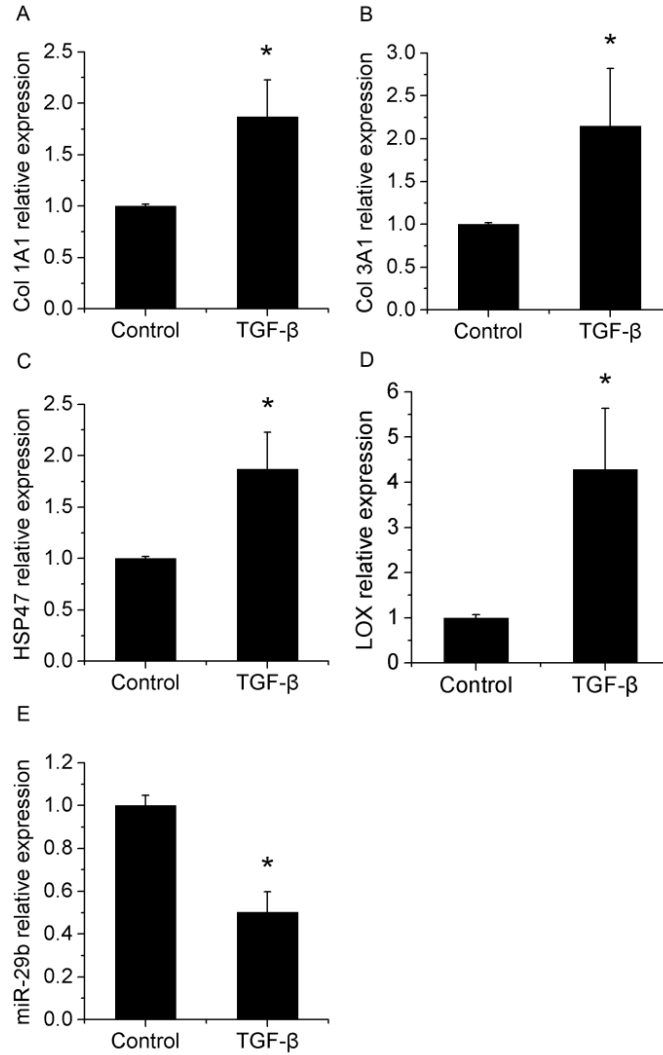 A
Col 1A1 relative expression
2.5
2.0
1.5
1.0
0.5
0.0
*
Control
TGF-β
B
Col 3A1 relative expression
3.0
2.5
2.0
1.5
1.0
0.5
0.0
*
Control
TGF-β
C
HSP47 relative expression
2.5
2.0
1.5
1.0
0.5
0.0
*
Control
TGF-β
D
LOX relative expression
6
5
4
3
2
1
0
*
Control
TGF-β
E
miR-29b relative expression
1.2
1.0
0.8
0.6
0.4
0.2
0.0
*
Control
TGF-β